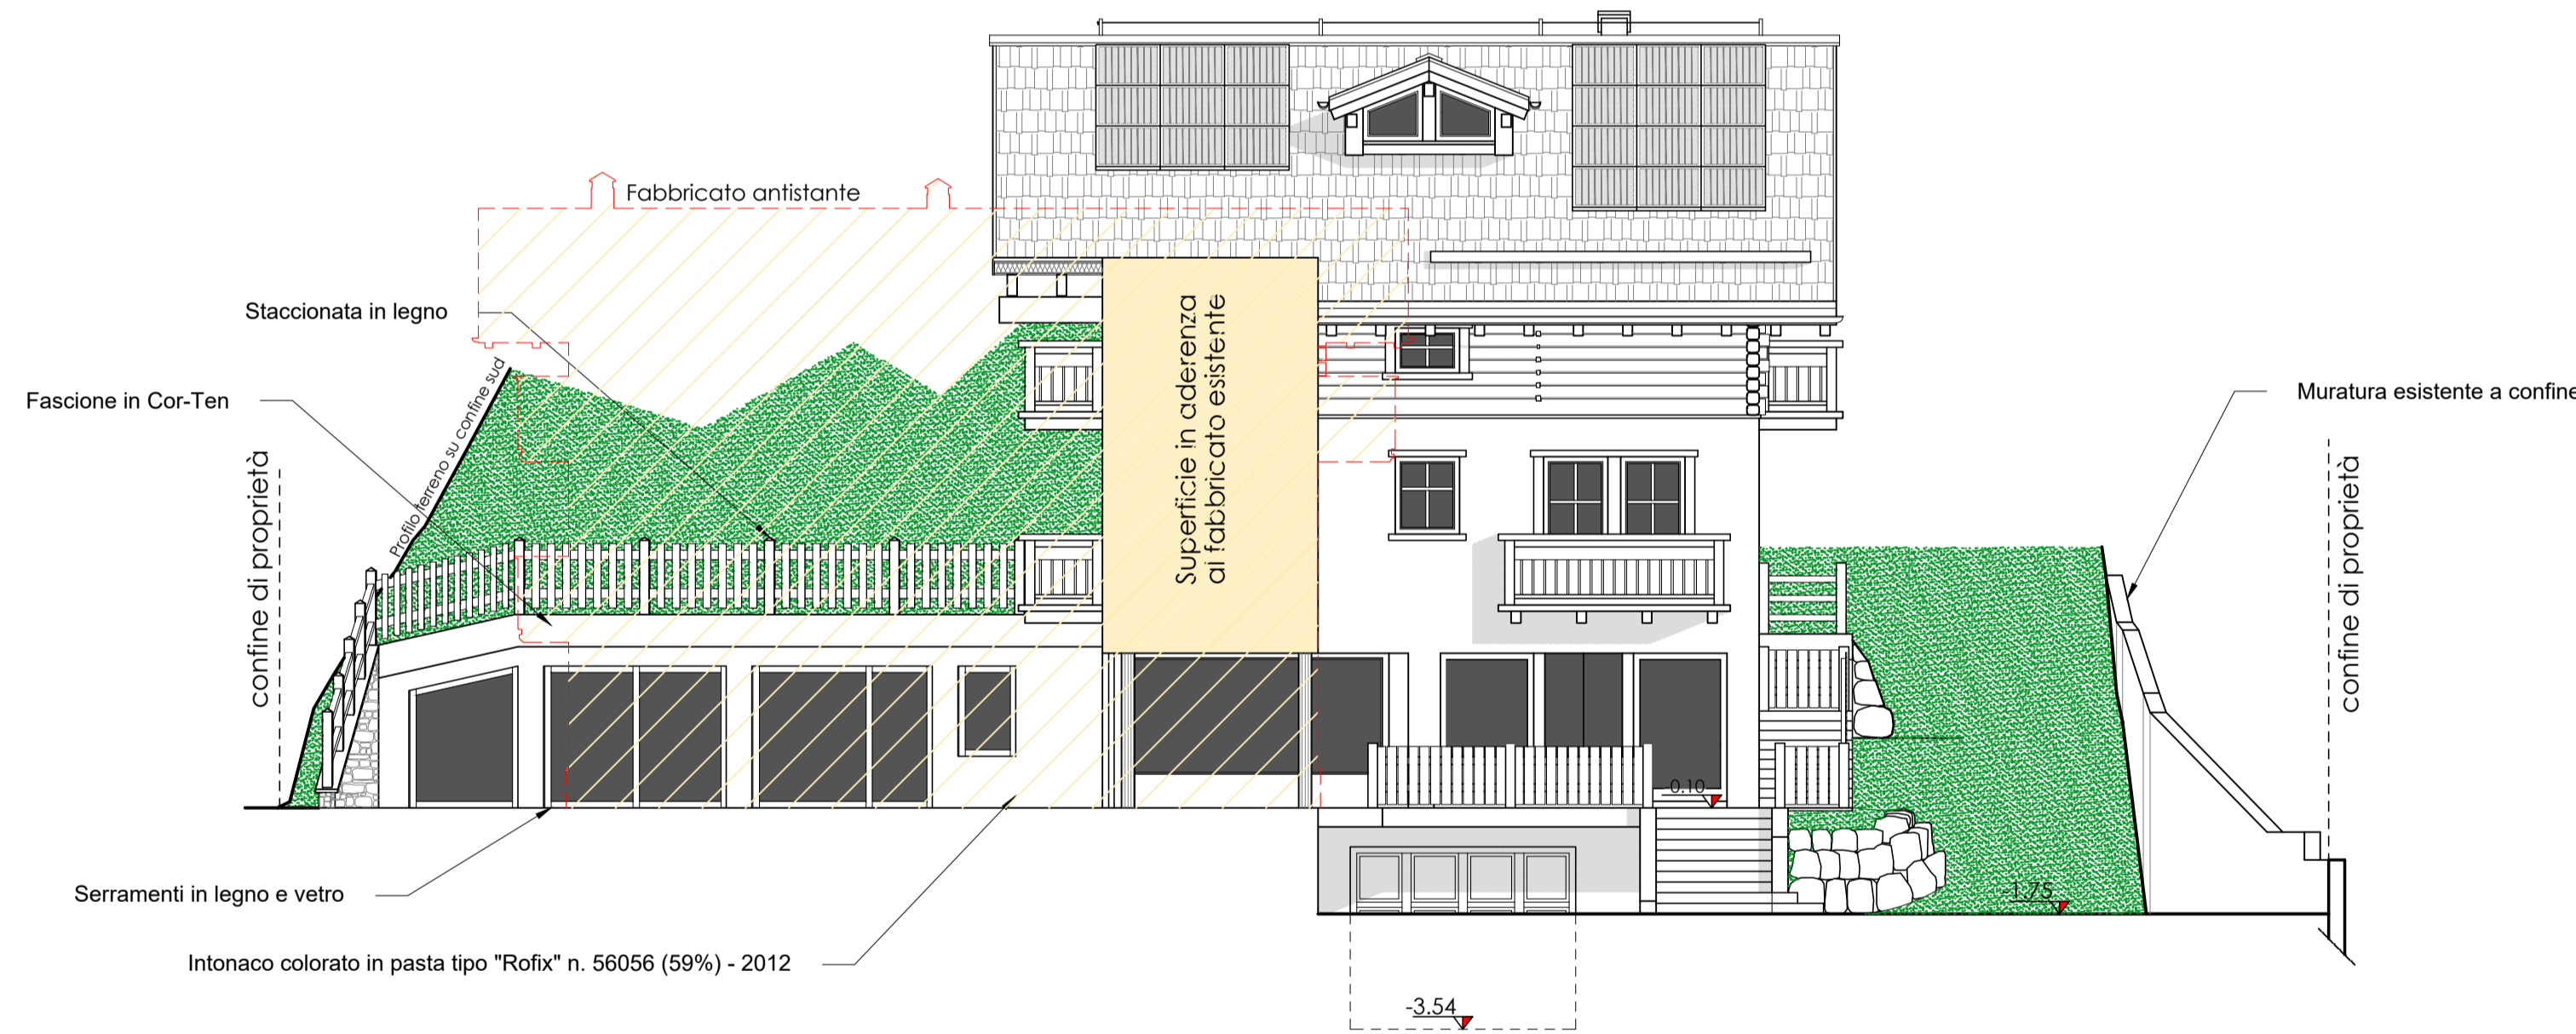 Fabbricato antistante
Staccionata in legno
Superficie in aderenza
al fabbricato esistente
Profilo terreno su confine sud
Fascione in Cor-Ten
Muratura esistente a confine
confine di proprietà
confine di proprietà
-0.10
Serramenti in legno e vetro
-1.75
Intonaco colorato in pasta tipo "Rofix" n. 56056 (59%) - 2012
-3.54